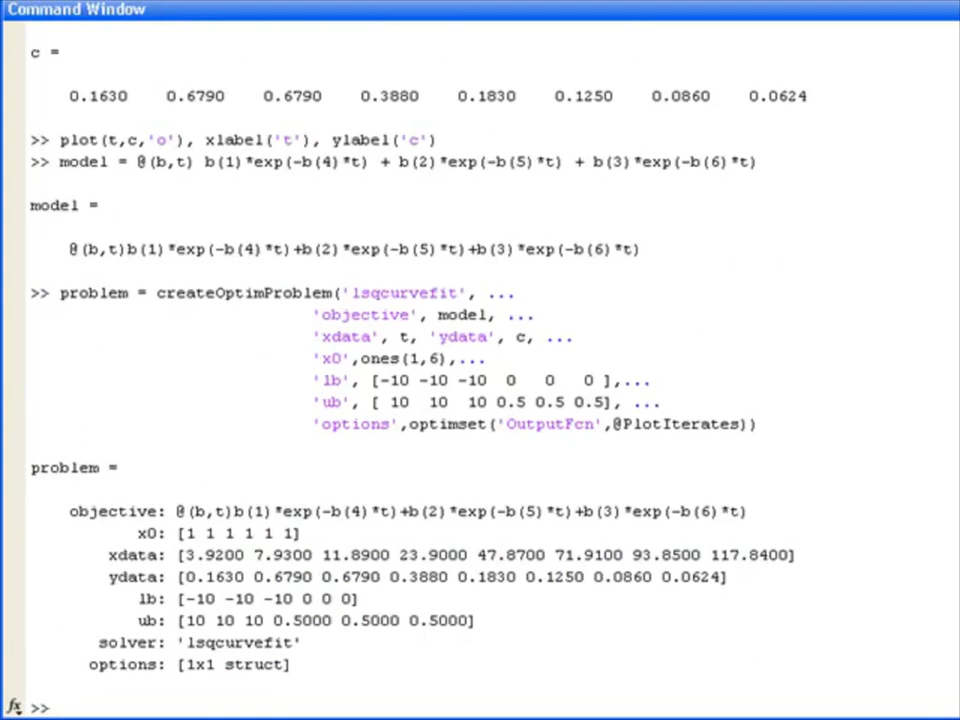 Command Window
c =
0.1630 0.6790 0.6790 0.3880 0.1830 0.1250 0.0860 0.0624
>> plot(t,c,'o'), xlabel('t'), ylabel('c')
>> model = @(b,t) b(1)*exp(-b(4)*t) + b(2)*exp(-b(5)*t) + b(3)*exp(-b(6)*t)
model =
@(b,t)b(1)*exp(-b(4)*t)+b(2)*exp(-b(5)*t)+b(3)*exp(-b(6)*t)
>> problem = createOptimProblem('lsqcurvefit', ...
'objective', model, ...
'xdata', t, 'ydata', c, ...
'x0',ones(1,6),...
'lb', [-10 -10 -10 0 0 0 ],...
'ub', [ 10 10 10 0.5 0.5 0.5], ...
'options',optimset('OutputFcn',@PlotIterates))
problem =
objective: @(b,t)b(1)*exp(-b(4)*t)+b(2)*exp(-b(5)*t)+b(3)*exp(-b(6)*t)
x0: [1 1 1 1 1 1]
xdata: [3.9200 7.9300 11.8900 23.9000 47.8700 71.9100 93.8500 117.8400]
ydata: [0.1630 0.6790 0.6790 0.3880 0.1830 0.1250 0.0860 0.0624]
lb: [-10 -10 -10 0 0 0]
ub: [10 10 10 0.5000 0.5000 0.5000]
solver: 'lsqcurvefit'
options: [1x1 struct]
fx >>